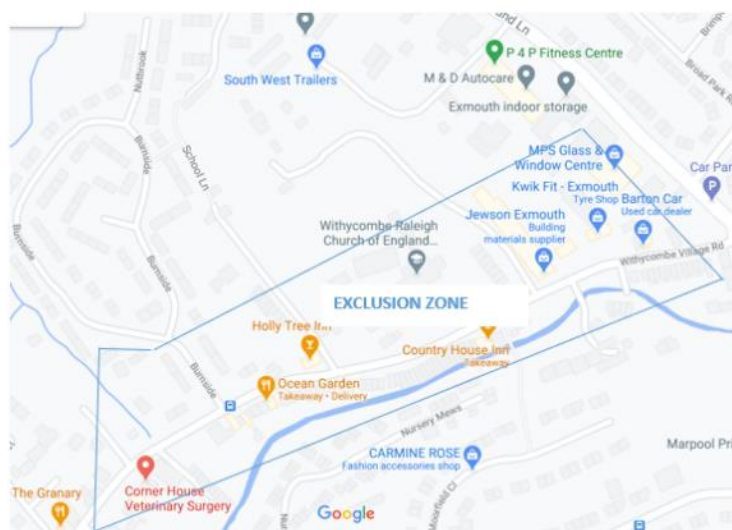 P 4 P Fitness Centre
South West Trailers
M & D Autocare
Exmouth indoor storage
Broad Park R
Nutbrook
Burnside
School Ln
MPS Glass &
Window Centre
Car Par
Kwik Fit - Exmouth
Tyre Shop
Barton Car
Used car dealer
Jewson Exmouth
Building
materials supplier
Withycombe Raleigh
Church of England...
Withycombe Village Rd
Burnside
Burnside
EXCLUSION ZONE
Holly Tree Inn
Country House Inn
Takeaway
Burnside
Ocean Garden
Takeaway • Delivery
Nursery Mews
CARMINE ROSE
Fashion accessories shop
Marpool Pri
Corner House
Veterinary Surgery
The Granary
Google